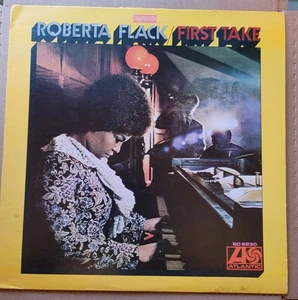 ROBERTA FLACK / FIRST TAKE
SD 8230
ATLANTIC